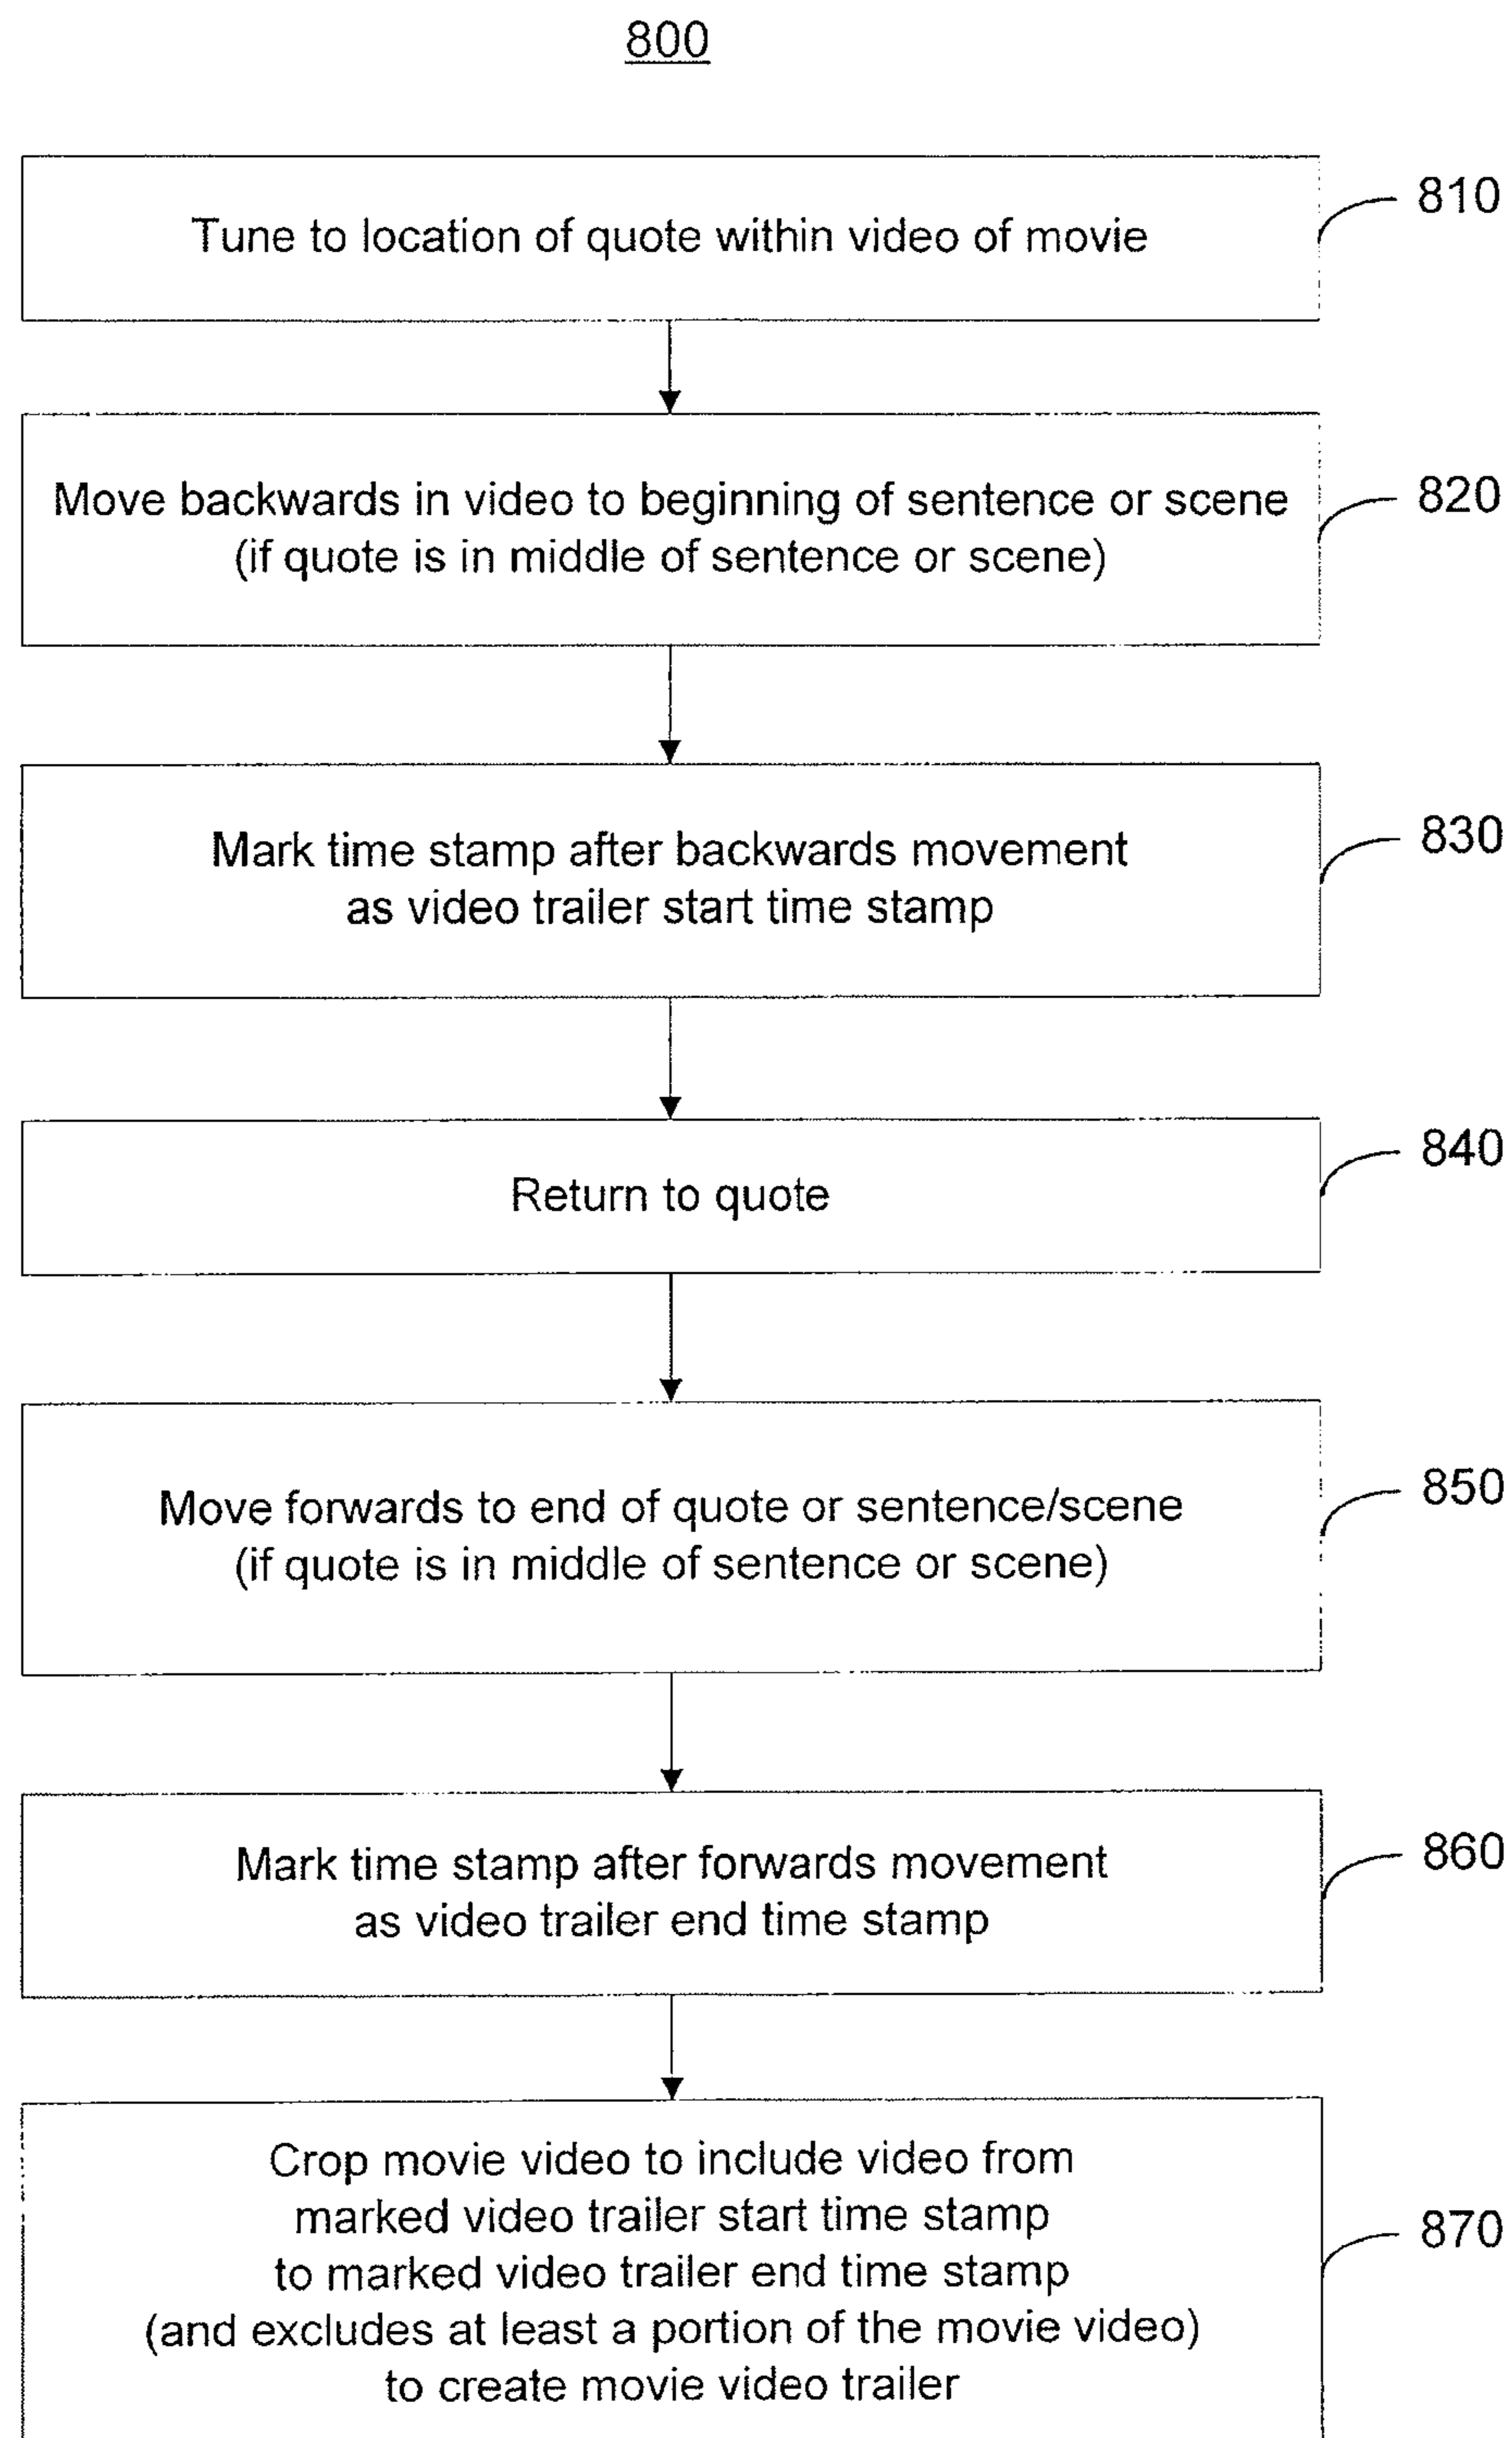 800
Tune to location of quote within video of movie
810
Move backwards in video to beginning of sentence or scene
(if quote is in middle of sentence or scene)
820
Mark time stamp after backwards movement
as video trailer start time stamp
830
Return to quote
840
Move forwards to end of quote or sentence/scene
(if quote is in middle of sentence or scene)
850
Mark time stamp after forwards movement
as video trailer end time stamp
860
Crop movie video to include video from
marked video trailer start time stamp
to marked video trailer end time stamp
(and excludes at least a portion of the movie video)
to create movie video trailer
870